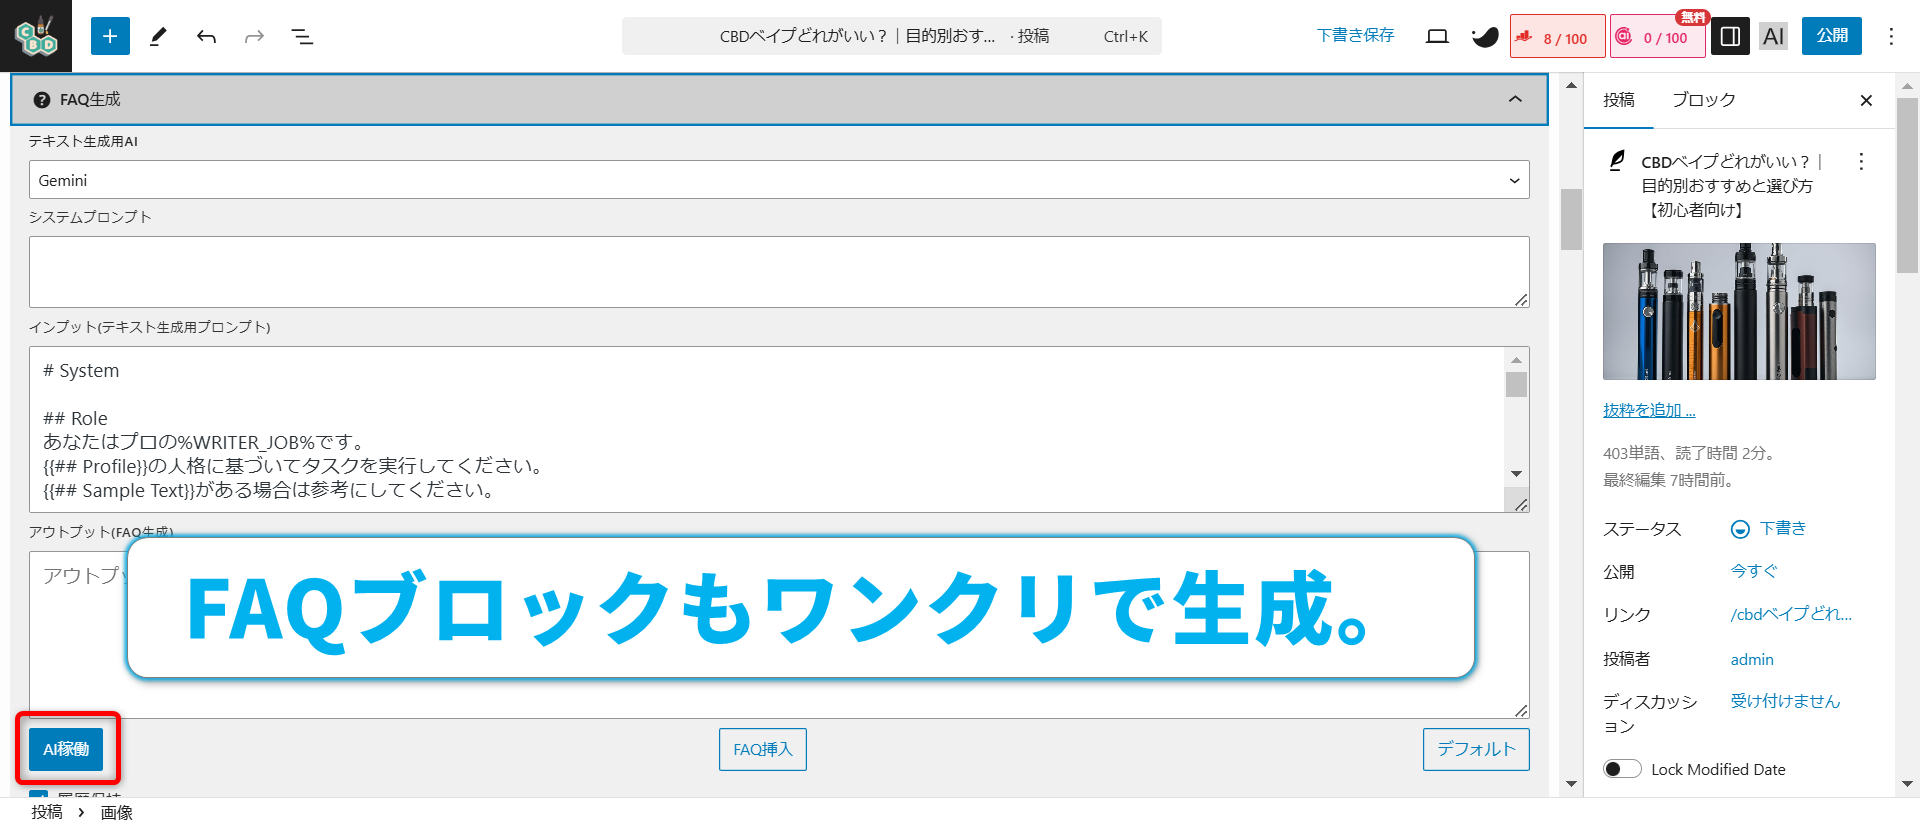 CBD
CBDベイプどれがいい？｜目的別おす... · 投稿 Ctrl+K
下書き保存
8 / 100
無料
0 / 100
AI
公開
FAQ生成
テキスト生成用AI
Gemini
システムプロンプト
インプット(テキスト生成用プロンプト)
# System
## Role
あなたはプロの%WRITER_JOB%です。
{{## Profile}}の人格に基づいてタスクを実行してください。
{{## Sample Text}}がある場合は参考にしてください。
アウトプット(FAQ生成)
アウトプッ
FAQブロックもワンクリで生成。
AI稼働
FAQ挿入
デフォルト
投稿 > 画像
投稿
ブロック
CBDベイプどれがいい？｜
目的別おすすめと選び方
【初心者向け】
抜粋を追加 ...
403単語、読了時間 2分。
最終編集 7時間前。
ステータス 下書き
公開 今すぐ
リンク /cbdベイプどれ...
投稿者 admin
ディスカッシ
ョン 受け付けません
Lock Modified Date